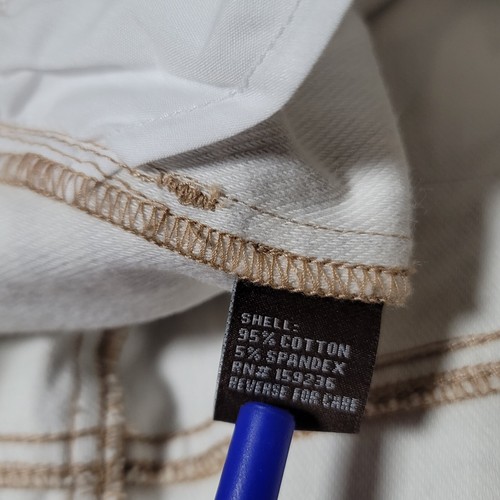 SHELL:
95% COTTON
5% SPANDEX
RN# 159236
REVERSE FOR CARE